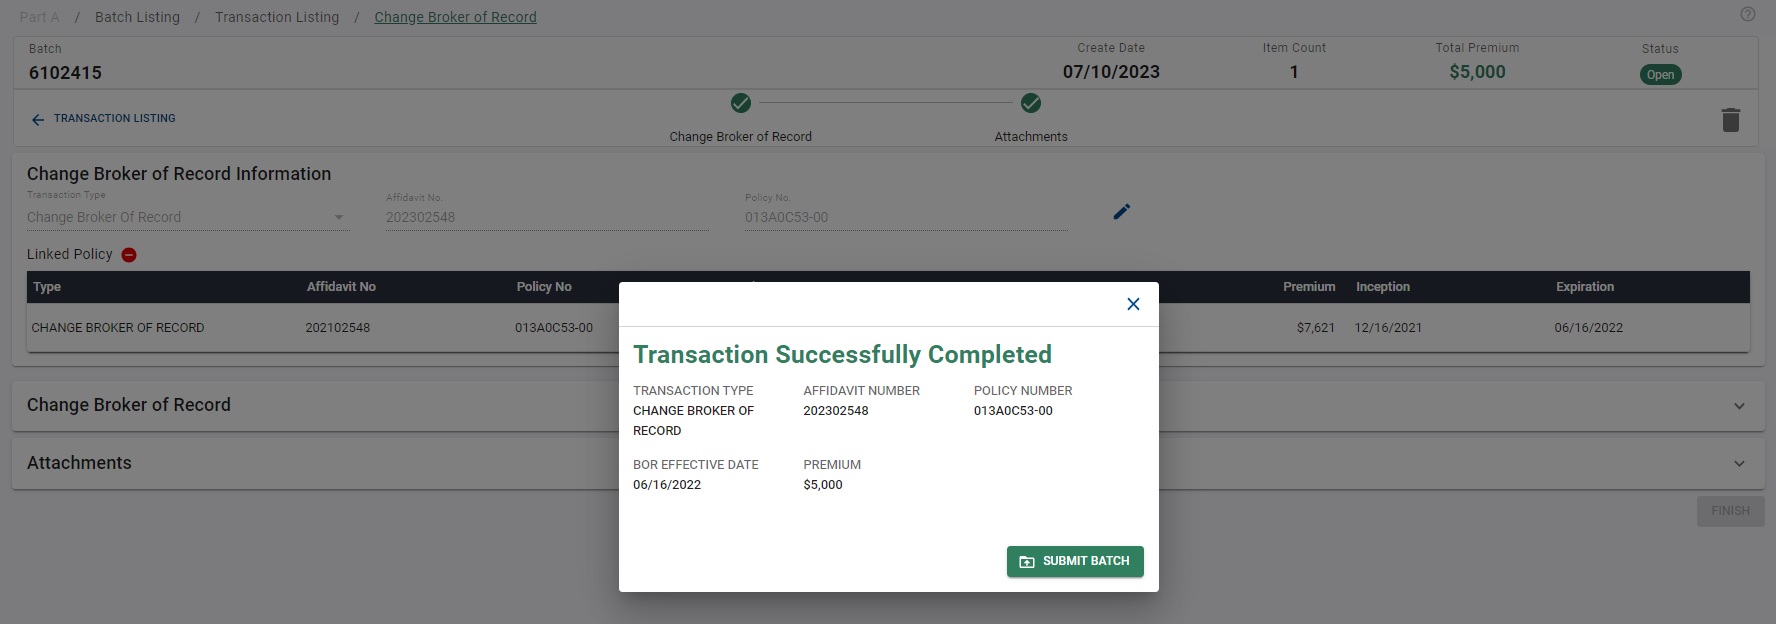 Part A / Batch Listing / Transaction Listing / Change Broker of Record
Batch
6102415
Create Date
07/10/2023
Item Count
1
Total Premium
$5,000
Status
Open
TRANSACTION LISTING
Change Broker of Record
Attachments
Change Broker of Record Information
Transaction Type
Change Broker Of Record
Affidavit No.
202302548
Policy No.
013A0C53-00
Linked Policy
Type Affidavit No Policy No Premium Inception Expiration
CHANGE BROKER OF RECORD 202102548 013A0C53-00 $7,621 12/16/2021 06/16/2022
Transaction Successfully Completed
TRANSACTION TYPE AFFIDAVIT NUMBER POLICY NUMBER
CHANGE BROKER OF 202302548 013A0C53-00
RECORD
BOR EFFECTIVE DATE PREMIUM
06/16/2022 $5,000
SUBMIT BATCH
Change Broker of Record
Attachments
FINISH